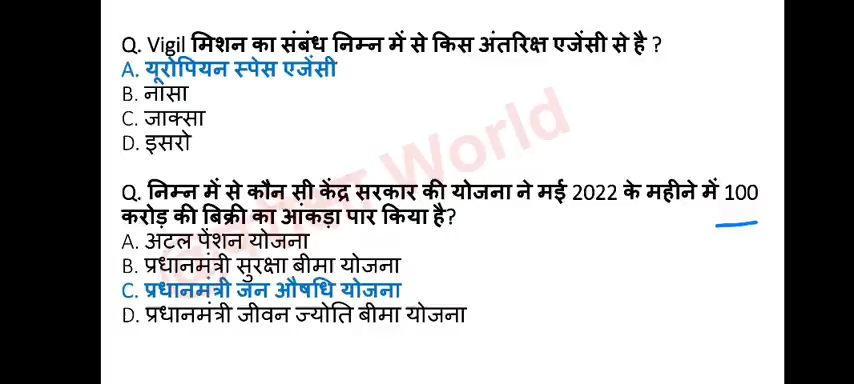 Q. Vigil मिशन का संबंध निम्न में से किस अंतरिक्ष एजेंसी से है ?
A. यूरोपियन स्पेस एजेंसी
B. नासा
C. जाक्सा
D. इसरो
Q. निम्न में से कौन सी केंद्र सरकार की योजना ने मई 2022 के महीने में 100
करोड़ की बिक्री का आंकड़ा पार किया है?
A. अटल पेंशन योजना
B. प्रधानमंत्री सुरक्षा बीमा योजना
C. प्रधानमंत्री जन औषधि योजना
D. प्रधानमंत्री जीवन ज्योति बीमा योजना
World